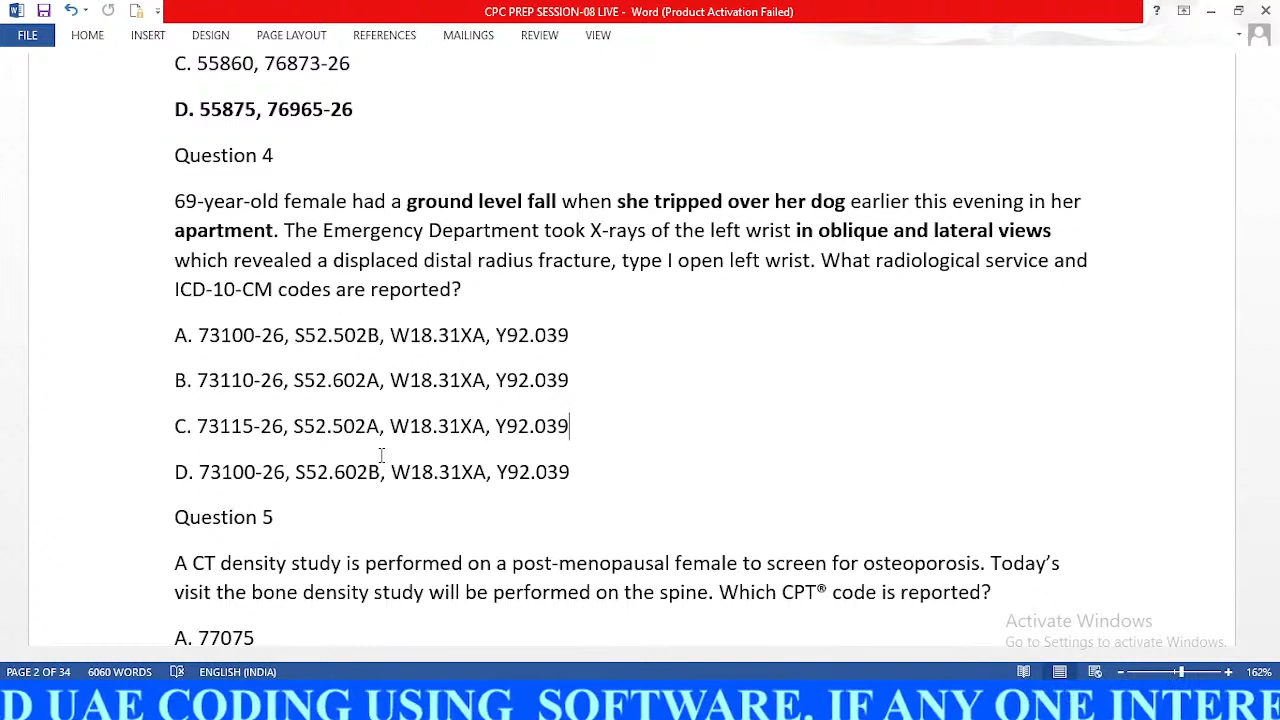 CPC PREP SESSION-08 LIVE - Word (Product Activation Failed)
FILE HOME INSERT DESIGN PAGE LAYOUT REFERENCES MAILINGS REVIEW VIEW
C. 55860, 76873-26
D. 55875, 76965-26
Question 4
69-year-old female had a ground level fall when she tripped over her dog earlier this evening in her
apartment. The Emergency Department took X-rays of the left wrist in oblique and lateral views
which revealed a displaced distal radius fracture, type I open left wrist. What radiological service and
ICD-10-CM codes are reported?
A. 73100-26, S52.502B, W18.31XA, Y92.039
B. 73110-26, S52.602A, W18.31XA, Y92.039
C. 73115-26, S52.502A, W18.31XA, Y92.039
D. 73100-26, S52.602B, W18.31XA, Y92.039
Question 5
A CT density study is performed on a post-menopausal female to screen for osteoporosis. Today’s
visit the bone density study will be performed on the spine. Which CPT® code is reported?
A. 77075
Activate Windows
Go to Settings to activate Windows.
PAGE 2 OF 34 6060 WORDS ENGLISH (INDIA) 162%
D UAE CODING USING SOFTWARE. IF ANY ONE INTERE